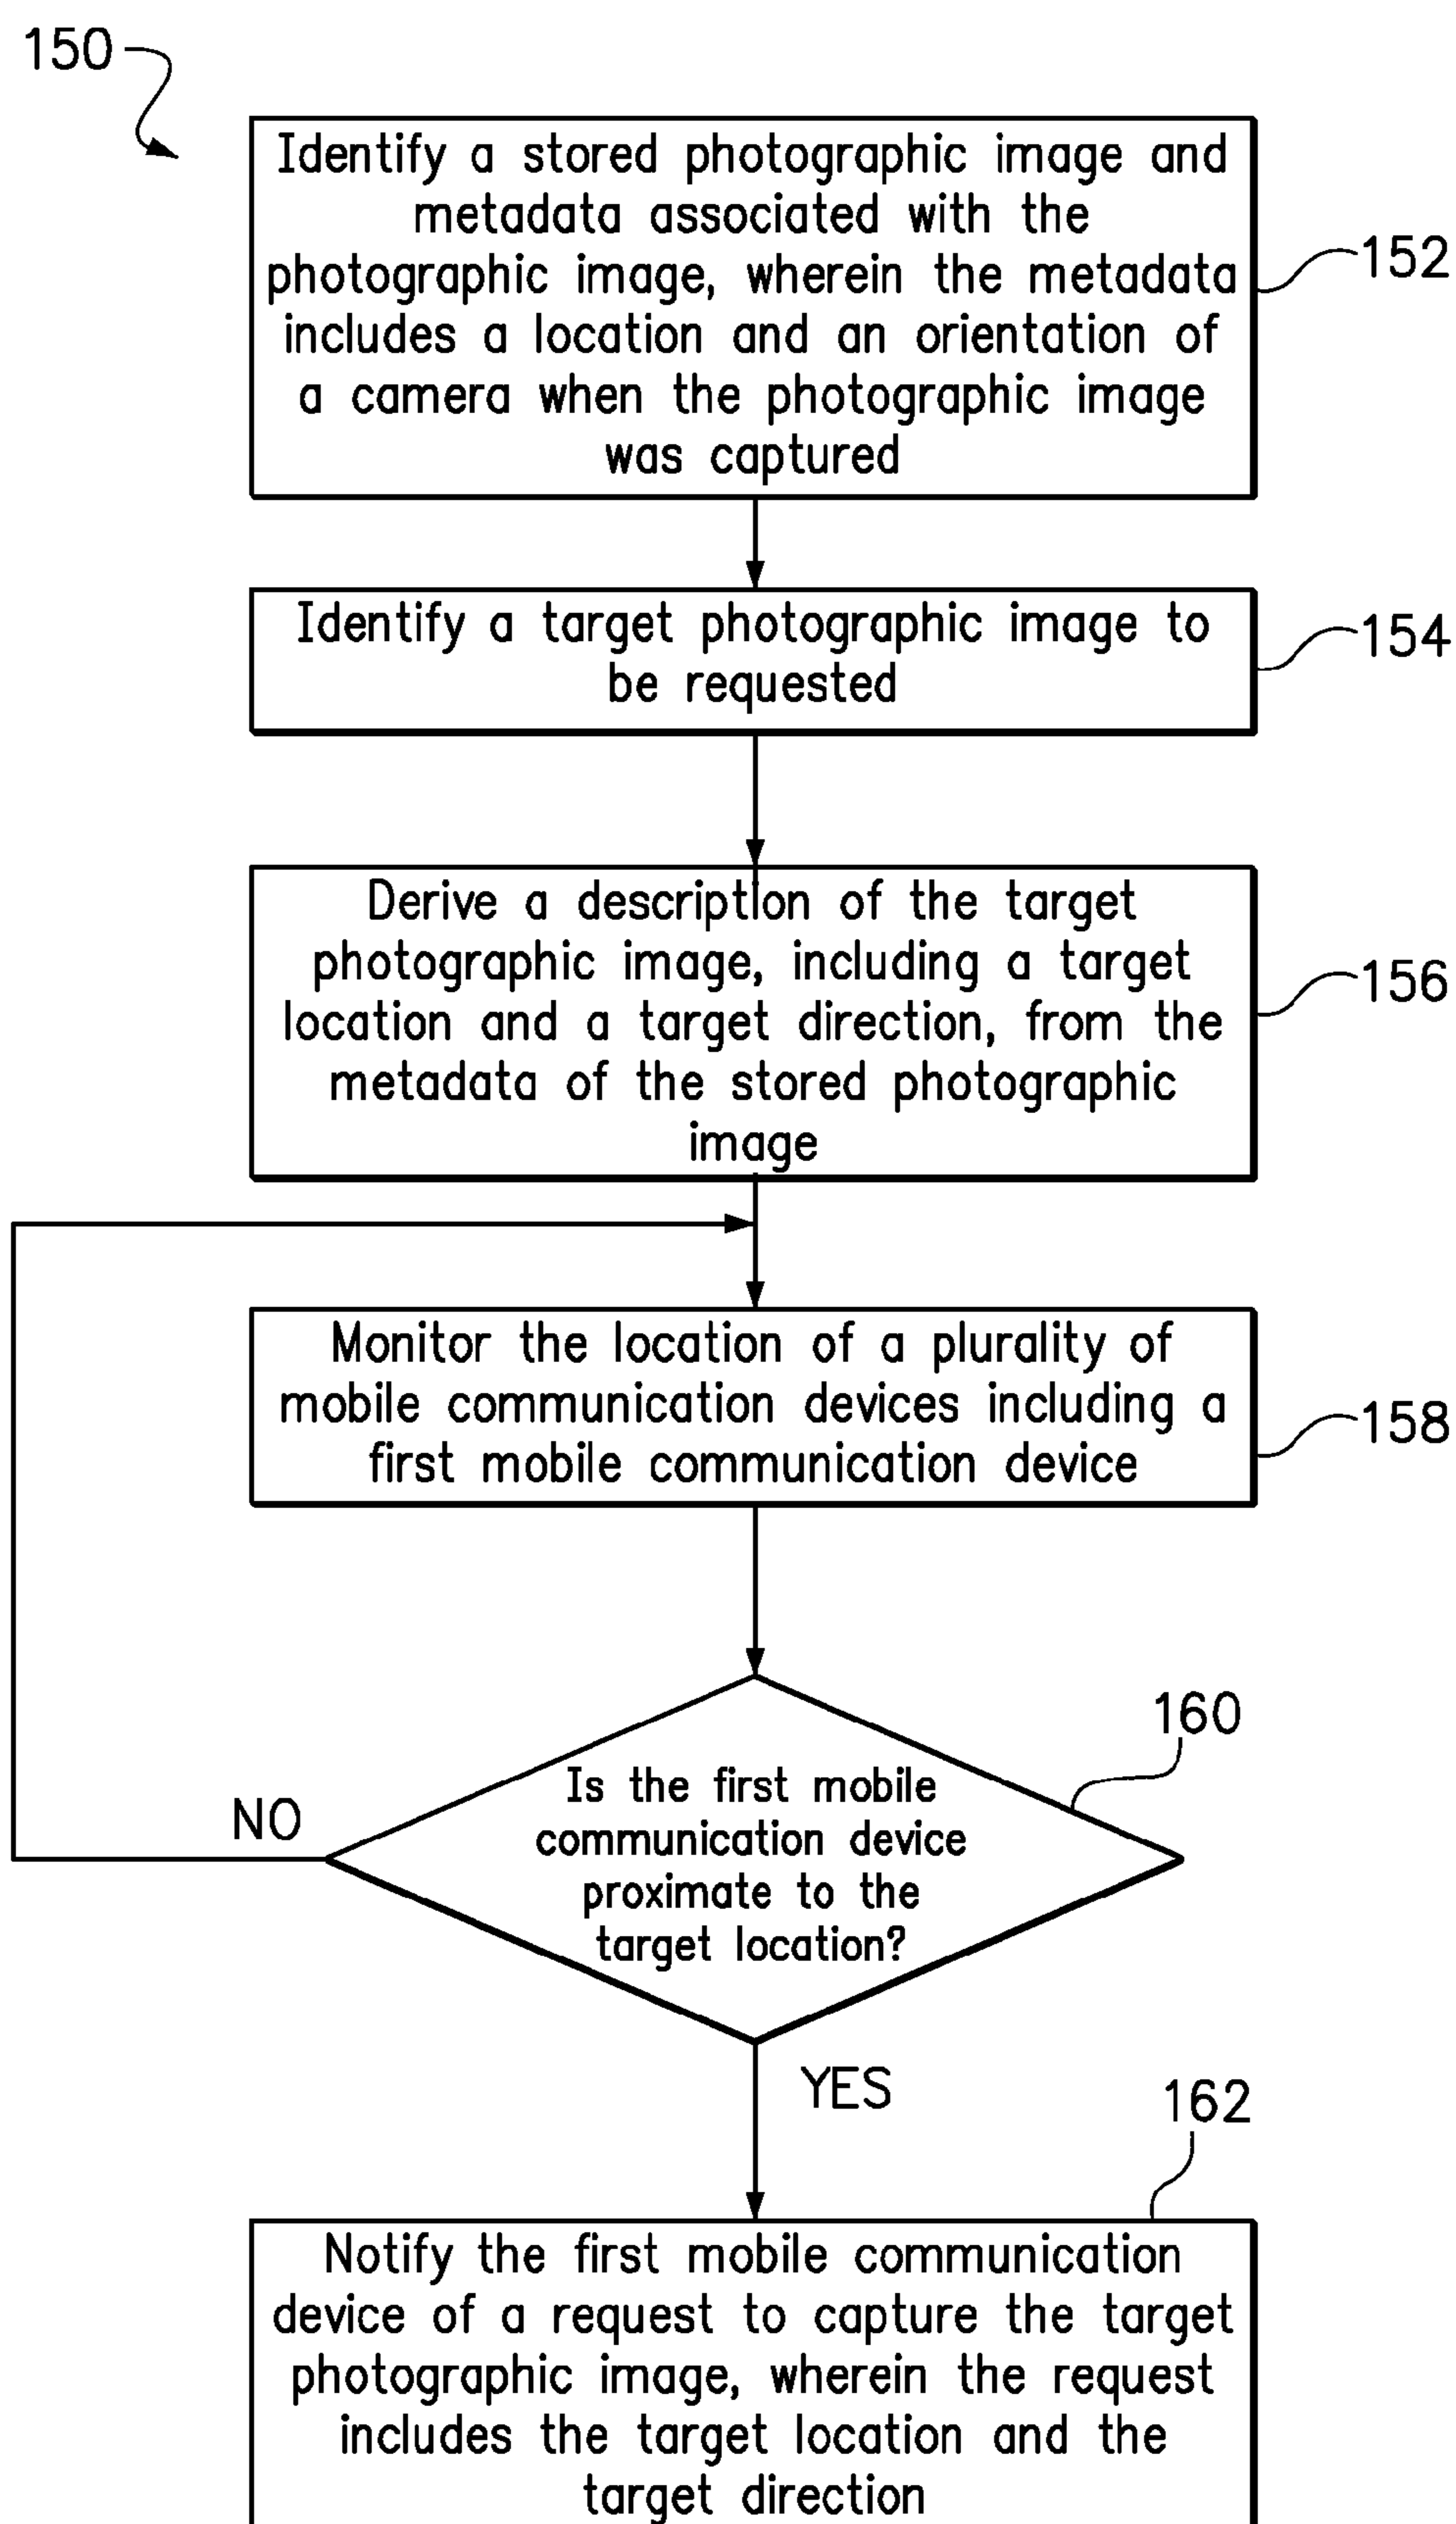 150
Identify a stored photographic image and
metadata associated with the
photographic image, wherein the metadata
includes a location and an orientation of
a camera when the photographic image
was captured
152
Identify a target photographic image to
be requested
154
Derive a description of the target
photographic image, including a target
location and a target direction, from the
metadata of the stored photographic
image
156
Monitor the location of a plurality of
mobile communication devices including a
first mobile communication device
158
160
Is the first mobile
communication device
proximate to the
target location?
NO
YES
162
Notify the first mobile communication
device of a request to capture the target
photographic image, wherein the request
includes the target location and the
target direction